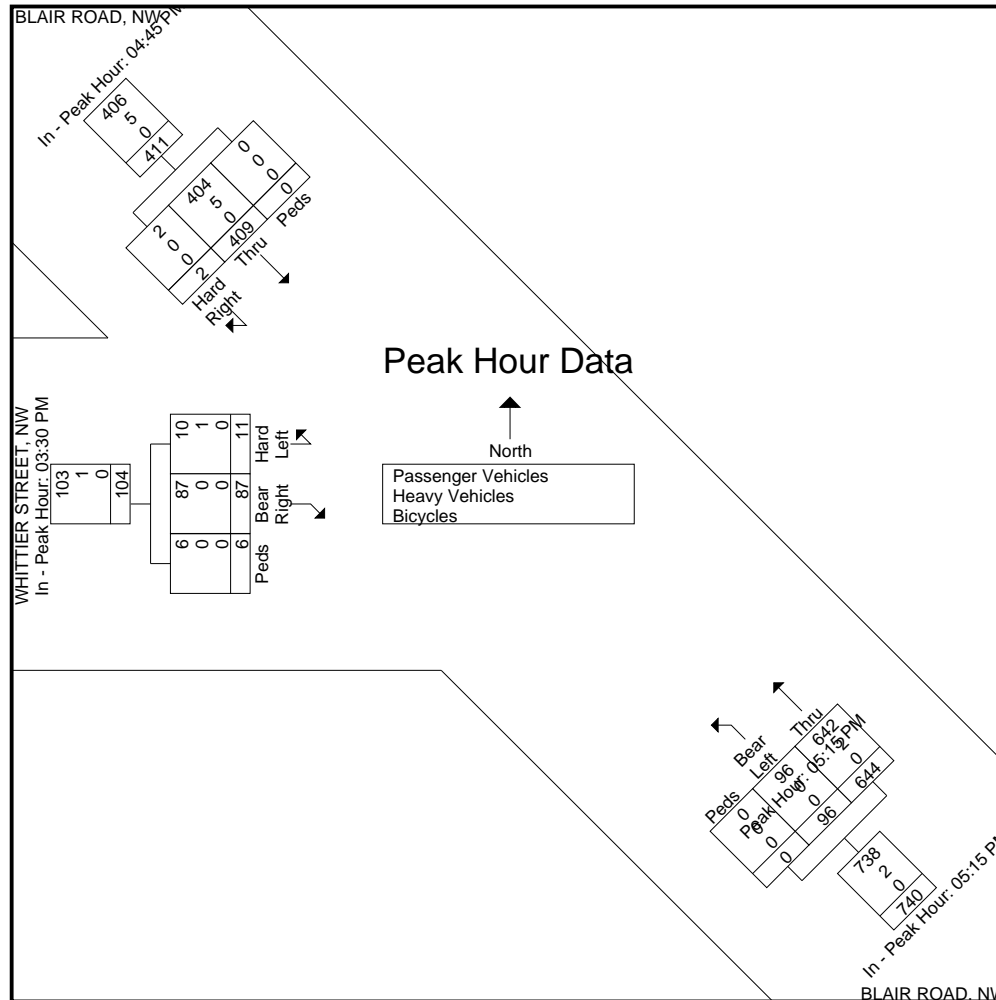 BLAIR ROAD, NW
In - Peak Hour: 04:45 PM
406
5
0
411
2
0
0
2
404
5
0
409
0
0
0
0
Hard
Right
Thru
Peds
Peak Hour Data
North
Passenger Vehicles
Heavy Vehicles
Bicycles
WHITTIER STREET, NW
In - Peak Hour: 03:30 PM
103
1
0
104
10
1
0
11
87
0
0
87
6
0
0
6
Hard
Left
Bear
Right
Peds
Peds
Bear
Left
Thru
0
0
0
0
96
0
0
96
642
2
0
644
Peak Hour: 05:15 PM
738
2
0
740
In - Peak Hour: 05:15 PM
BLAIR ROAD, NW